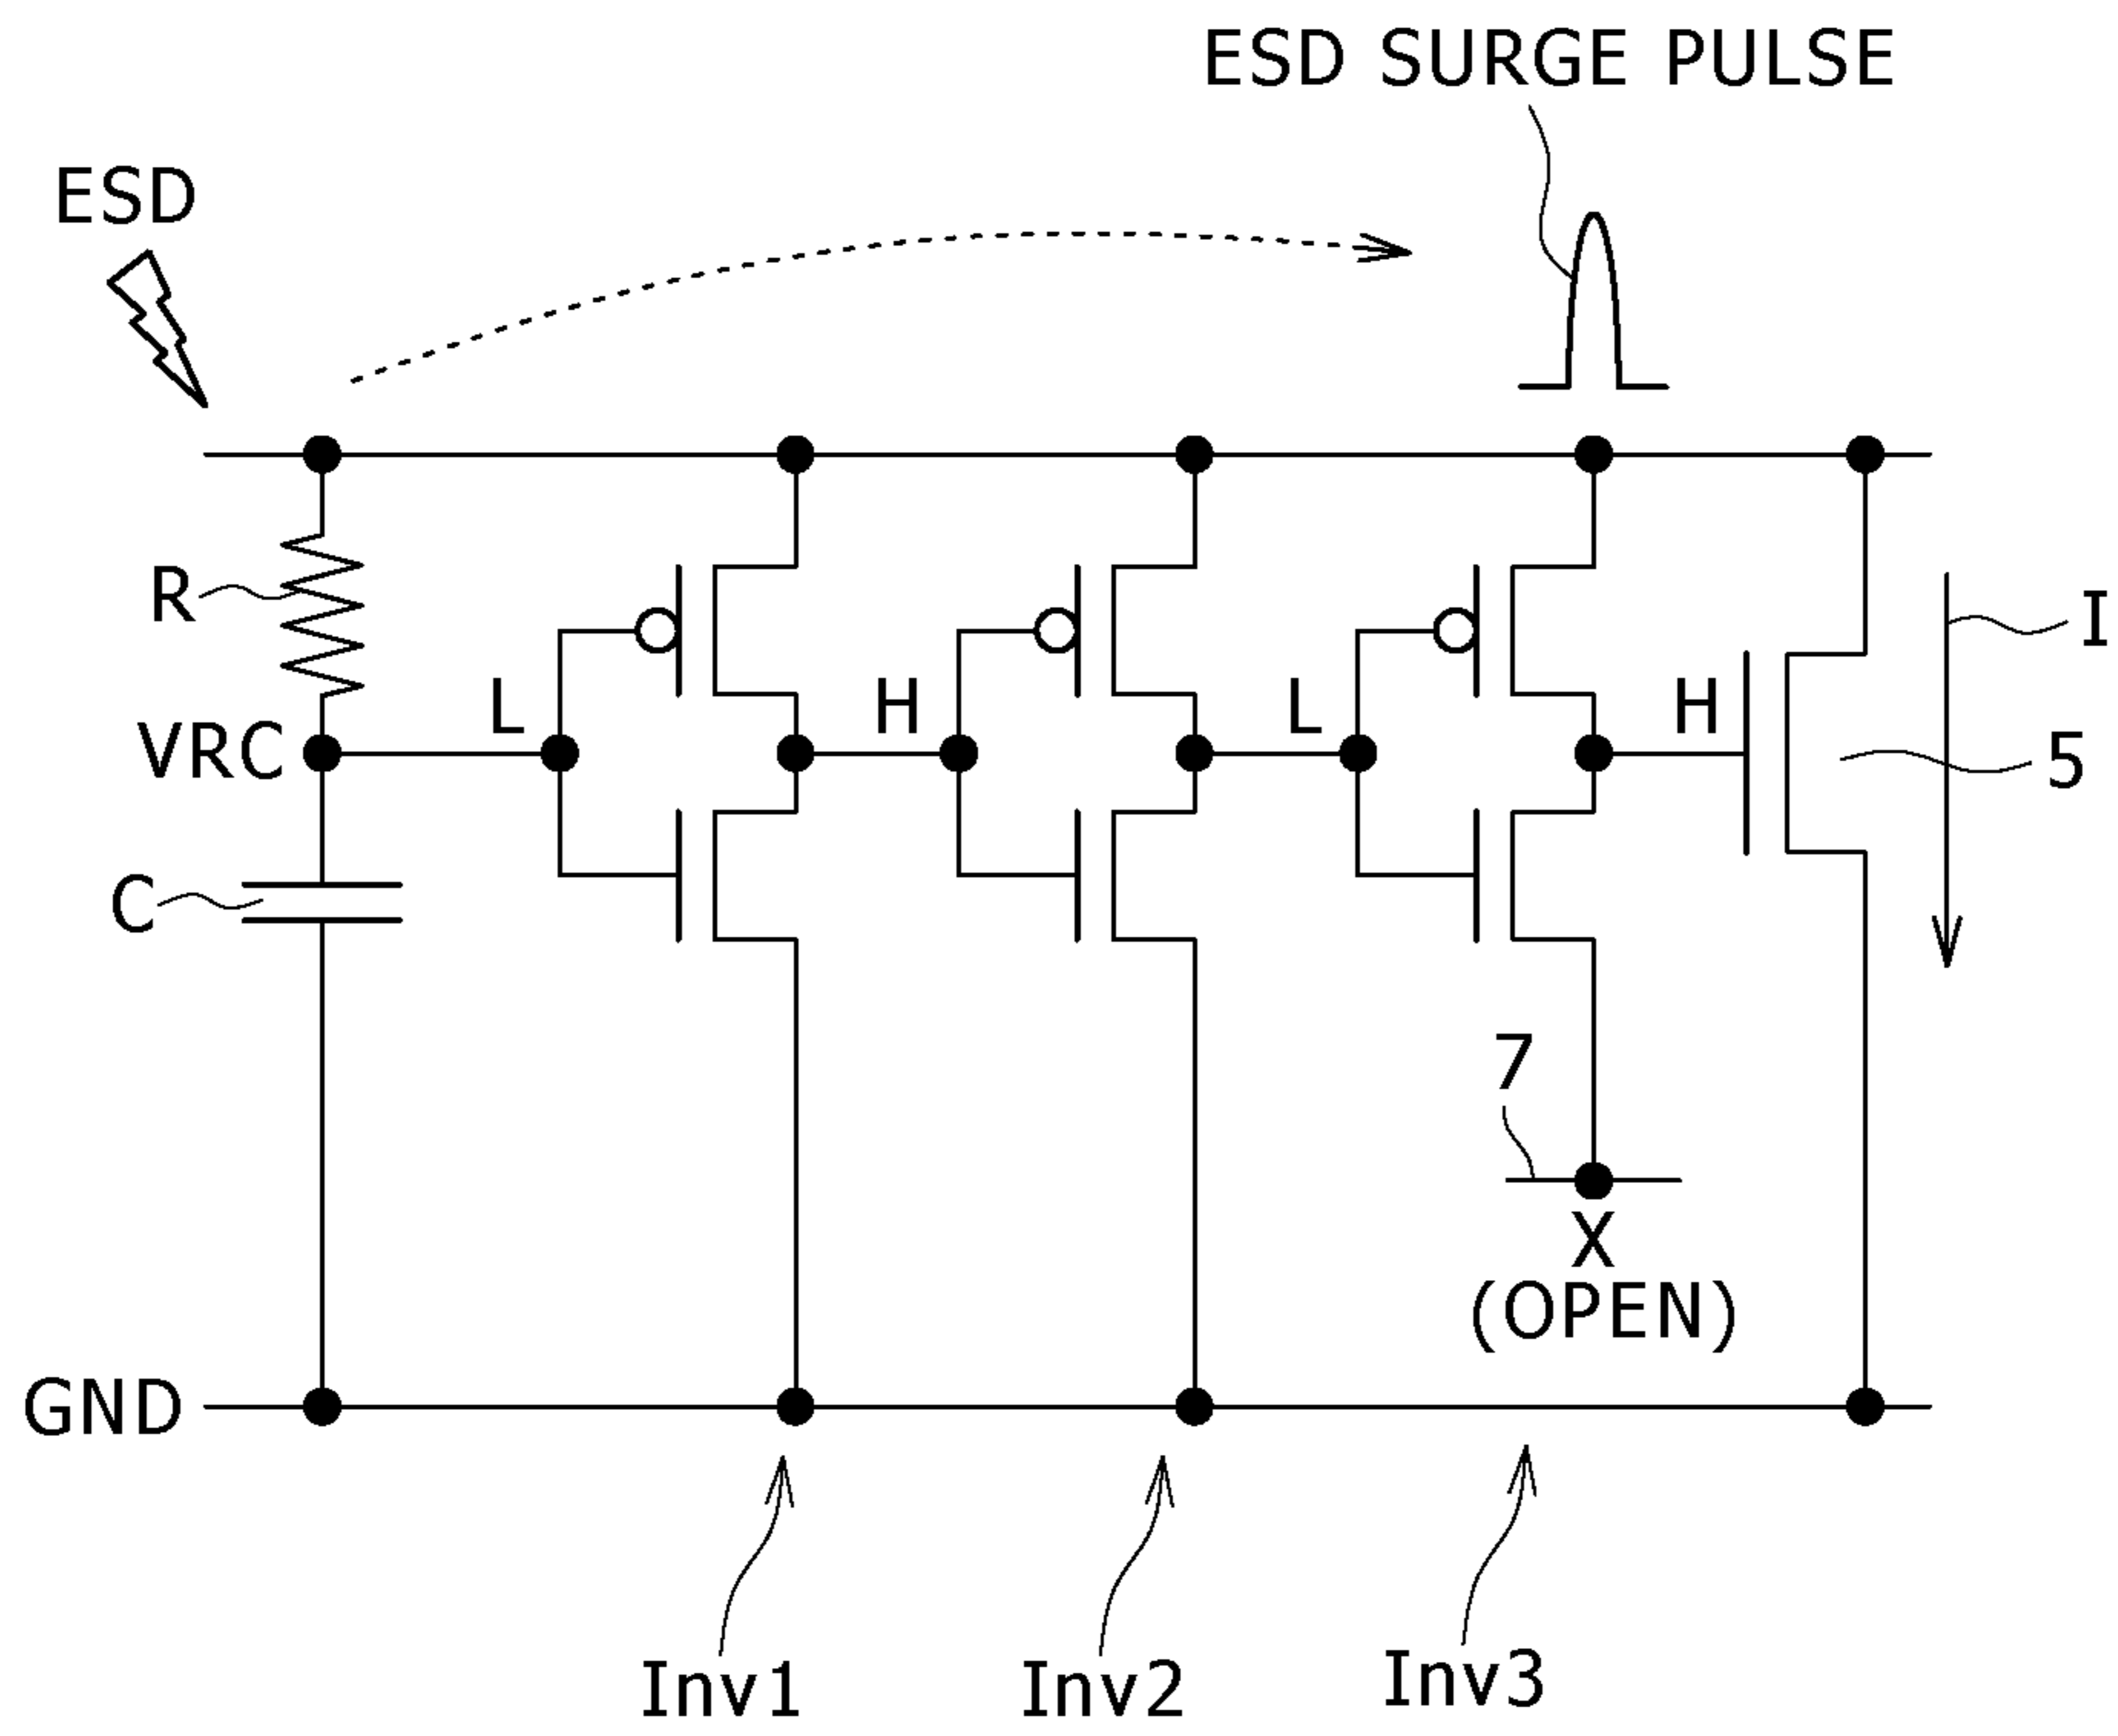 ESD SURGE PULSE
ESD
R
I
L
H
L
H
VRC
5
C
7
X
(OPEN)
GND
Inv1
Inv2
Inv3